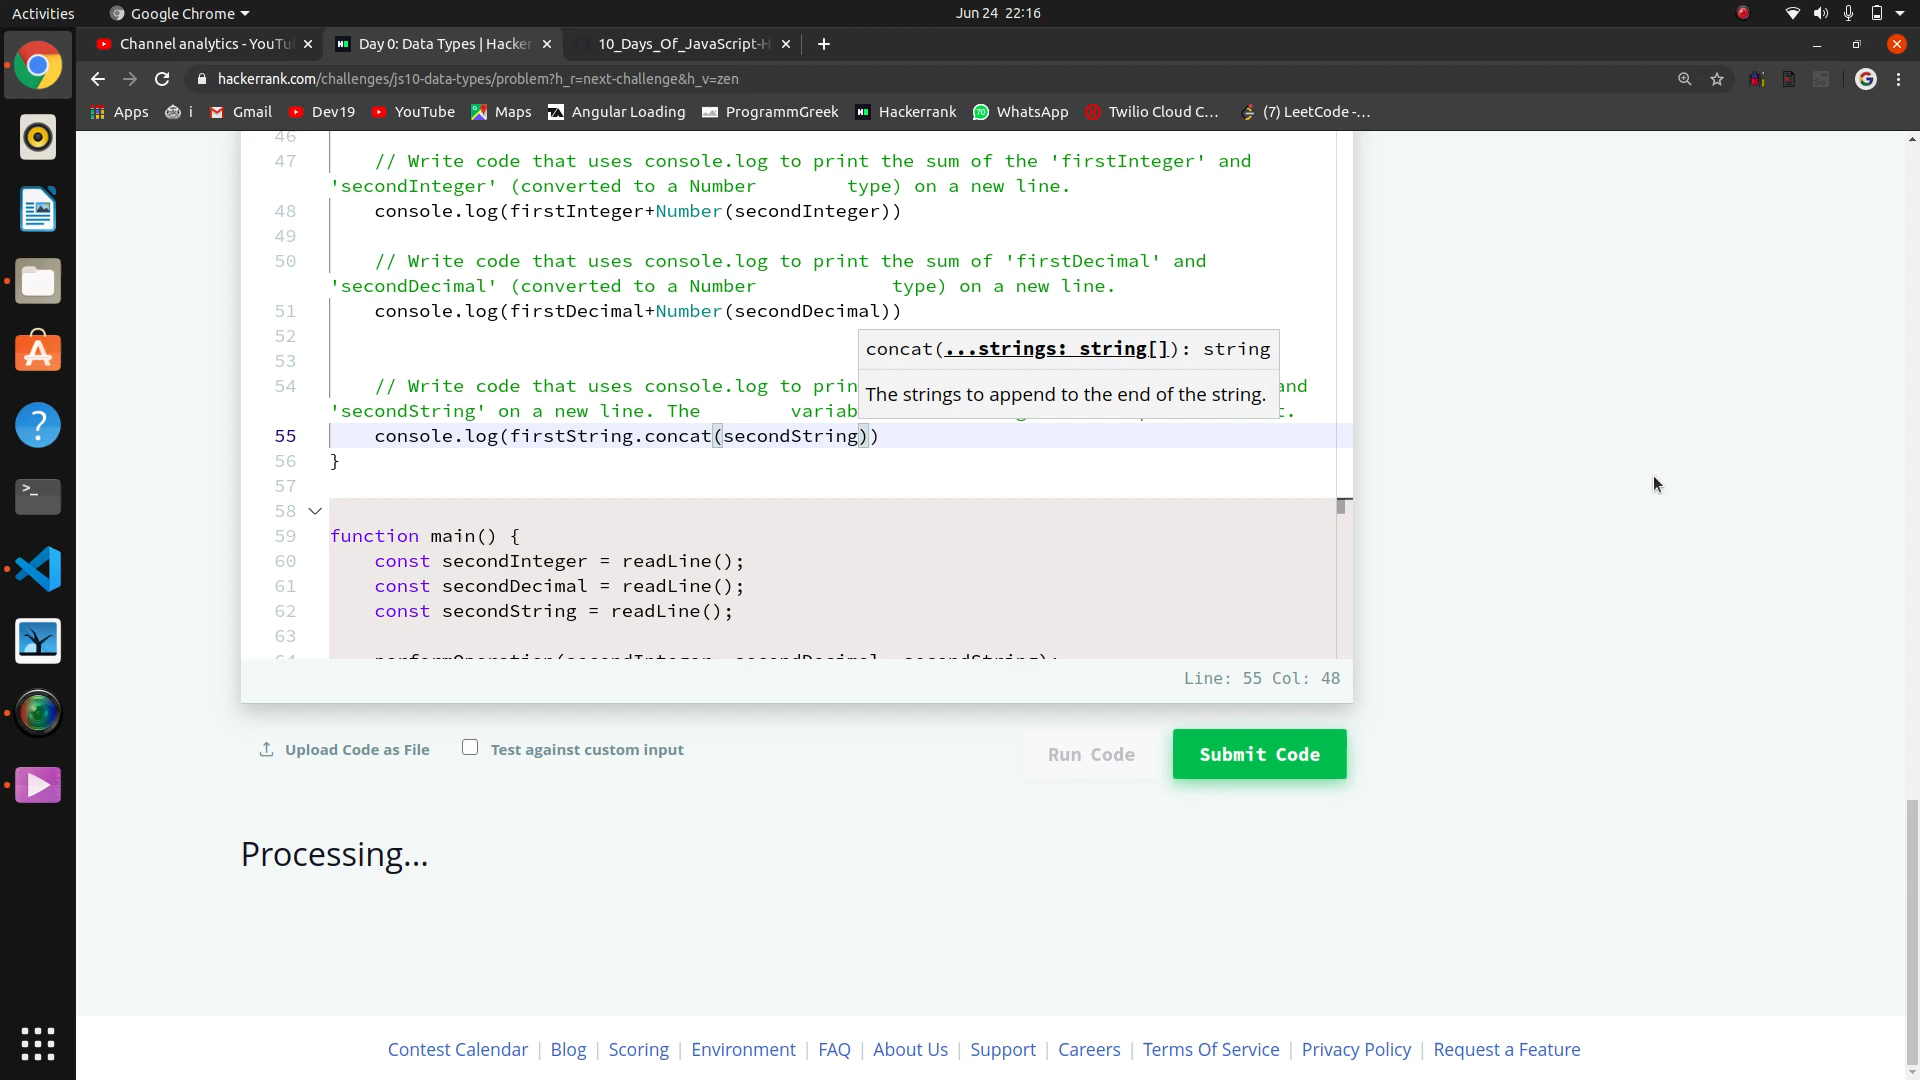 Activities
Google Chrome
Jun 24 22:16
Channel analytics - YouTu
Day 0: Data Types | Hacker
10_Days_Of_JavaScript-H
hackerrank.com/challenges/js10-data-types/problem?h_r=next-challenge&h_v=zen
Apps
i
Gmail
Dev19
YouTube
Maps
Angular Loading
ProgrammGreek
Hackerrank
WhatsApp
Twilio Cloud C...
(7) LeetCode -...
46
47 // Write code that uses console.log to print the sum of the 'firstInteger' and
'secondInteger' (converted to a Number type) on a new line.
48 console.log(firstInteger+Number(secondInteger))
49
50 // Write code that uses console.log to print the sum of 'firstDecimal' and
'secondDecimal' (converted to a Number type) on a new line.
51 console.log(firstDecimal+Number(secondDecimal))
52
concat(...strings: string[]): string
53
The strings to append to the end of the string.
54 // Write code that uses console.log to prin and
'secondString' on a new line. The variab
55 console.log(firstString.concat(secondString))
56 }
57
58
59 function main() {
60 const secondInteger = readLine();
61 const secondDecimal = readLine();
62 const secondString = readLine();
63
64 performOperation(secondInteger, secondDecimal, secondString);
Line: 55 Col: 48
Upload Code as File
Test against custom input
Run Code
Submit Code
Processing...
Contest Calendar | Blog | Scoring | Environment | FAQ | About Us | Support | Careers | Terms Of Service | Privacy Policy | Request a Feature